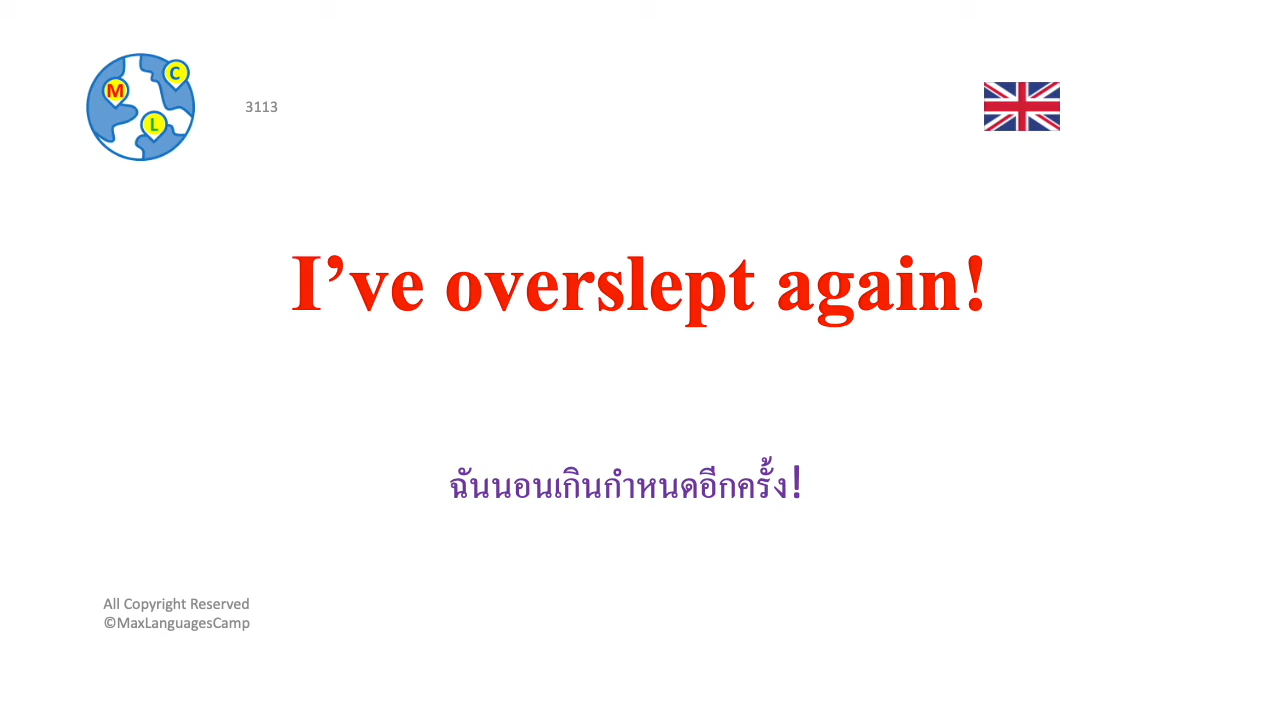 M
C
L
3113
I’ve overslept again!
ฉันนอนเกินกำหนดอีกครั้ง!
All Copyright Reserved
©MaxLanguagesCamp